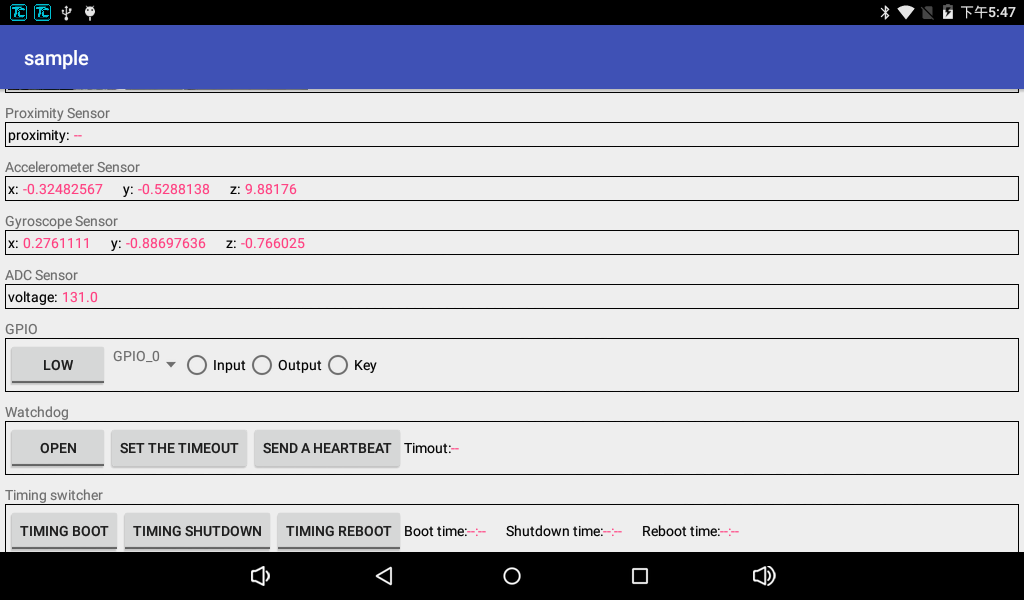 下午5:47
sample
Proximity Sensor
proximity: --
Accelerometer Sensor
x: -0.32482567 y: -0.5288138 z: 9.88176
Gyroscope Sensor
x: 0.2761111 y: -0.88697636 z: -0.766025
ADC Sensor
voltage: 131.0
GPIO
LOW GPIO_0 Input Output Key
Watchdog
OPEN SET THE TIMEOUT SEND A HEARTBEAT Timout:--
Timing switcher
TIMING BOOT TIMING SHUTDOWN TIMING REBOOT Boot time:--:-- Shutdown time:--:-- Reboot time:--:--